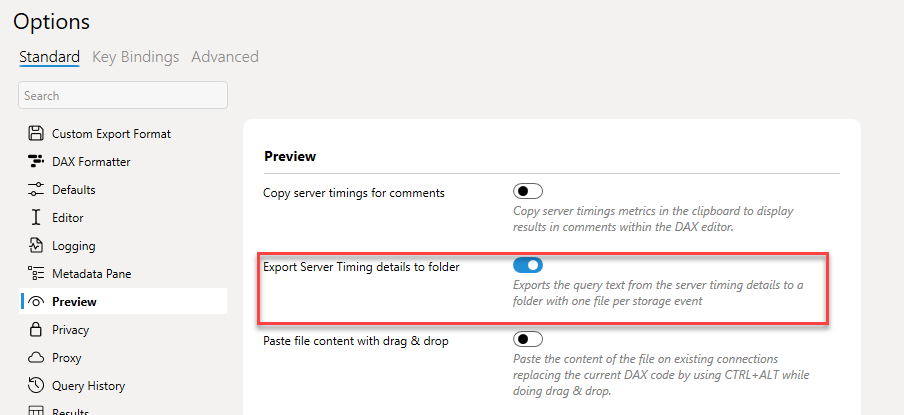 Options
Standard Key Bindings Advanced
Search
Custom Export Format
DAX Formatter
Defaults
Editor
Logging
Metadata Pane
Preview
Privacy
Proxy
Query History
Results
Preview
Copy server timings for comments
Copy server timings metrics in the clipboard to display
results in comments within the DAX editor.
Export Server Timing details to folder
Exports the query text from the server timing details to a
folder with one file per storage event
Paste file content with drag & drop
Paste the content of the file on existing connections
replacing the current DAX code by using CTRL+ALT while
doing drag & drop.